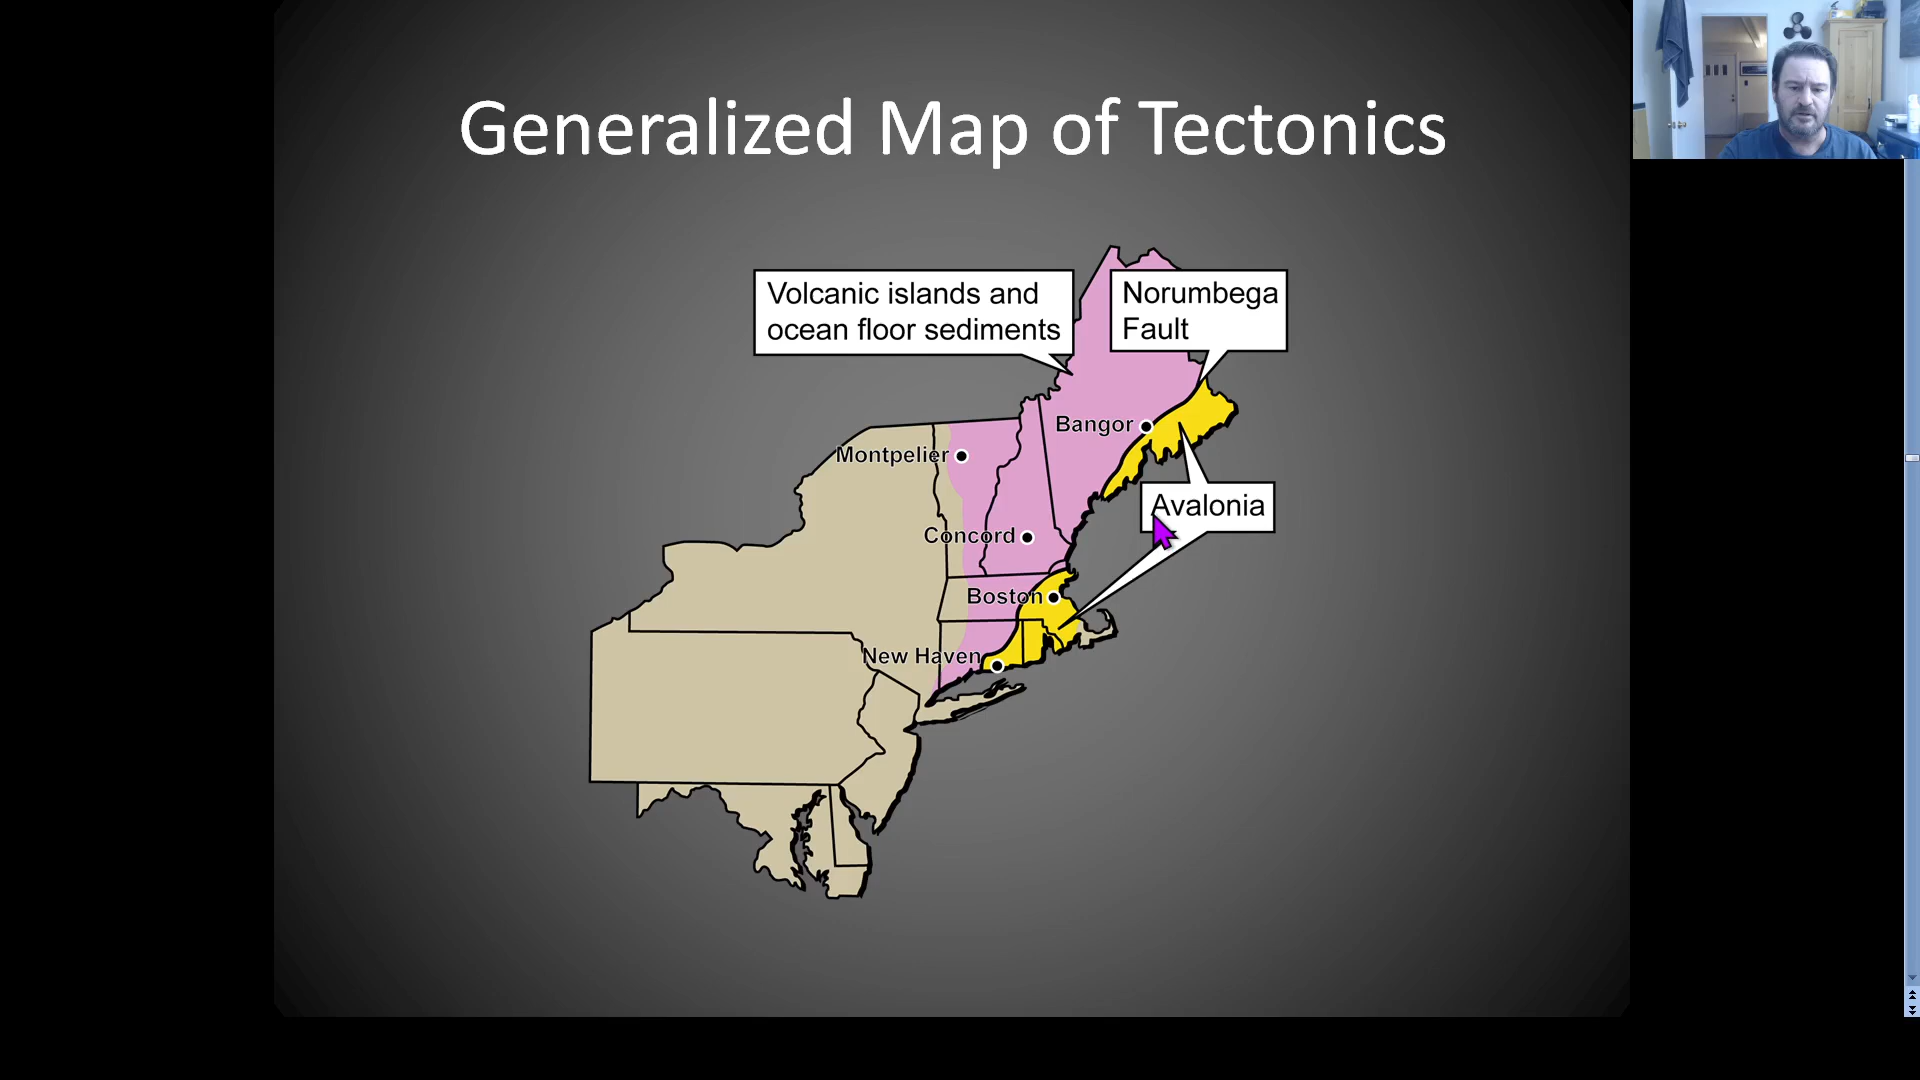 Generalized Map of Tectonics
Volcanic islands and
ocean floor sediments
Norumbega
Fault
Bangor
Montpelier
Avalonia
Concord
Boston
New Haven